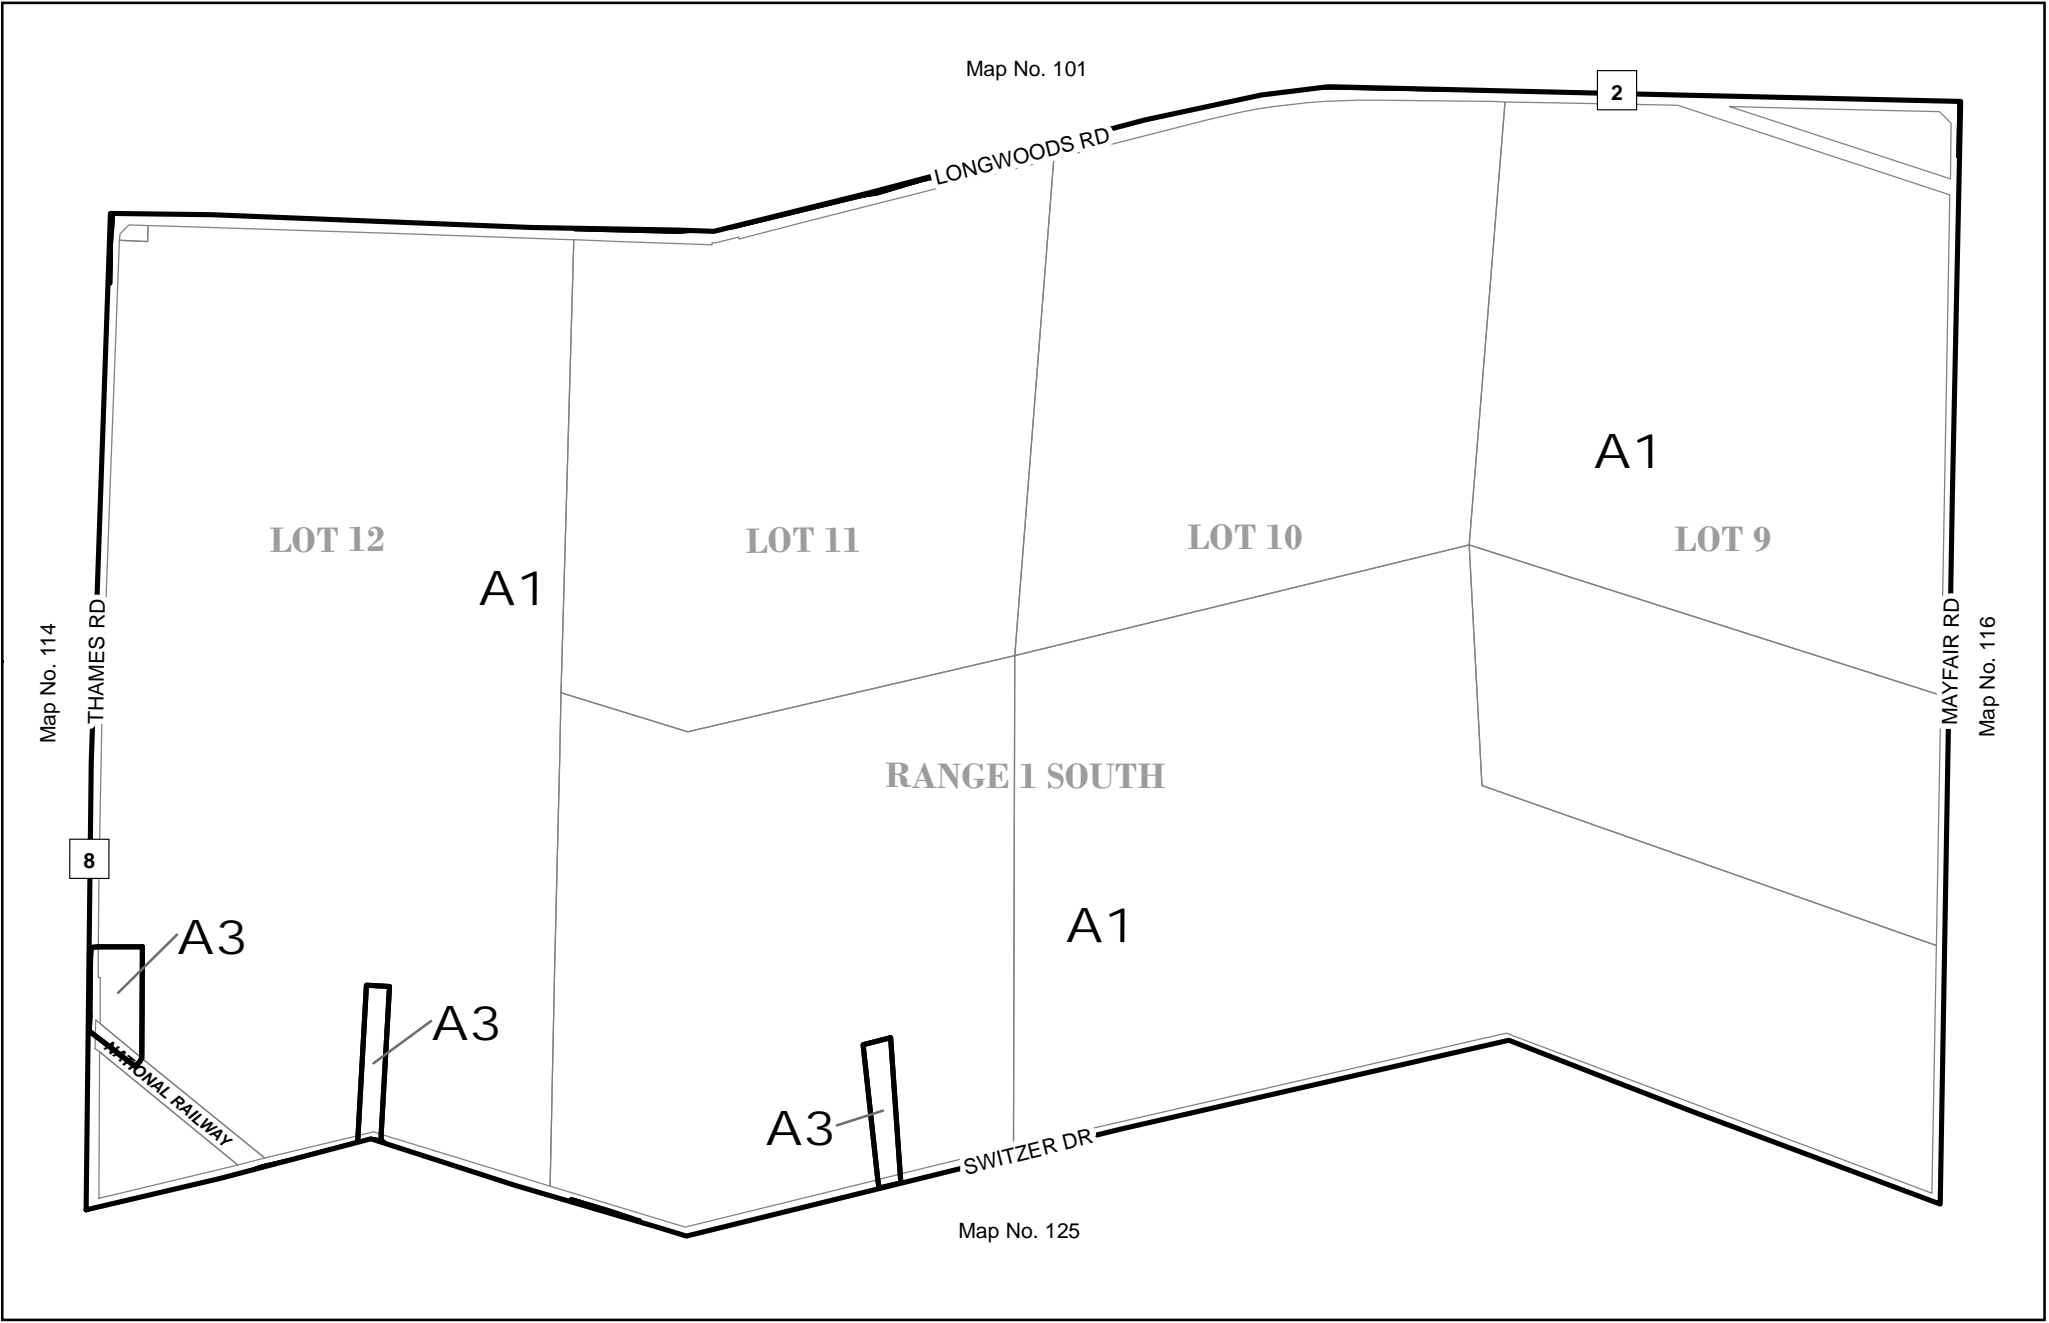 Map No. 101
2
LONGWOODS RD
A1
LOT 12
LOT 11
LOT 10
LOT 9
A1
THAMES RD
Map No. 114
MAYFAIR RD
Map No. 116
RANGE 1 SOUTH
8
A3
A1
A3
NATIONAL RAILWAY
A3
SWITZER DR
Map No. 125